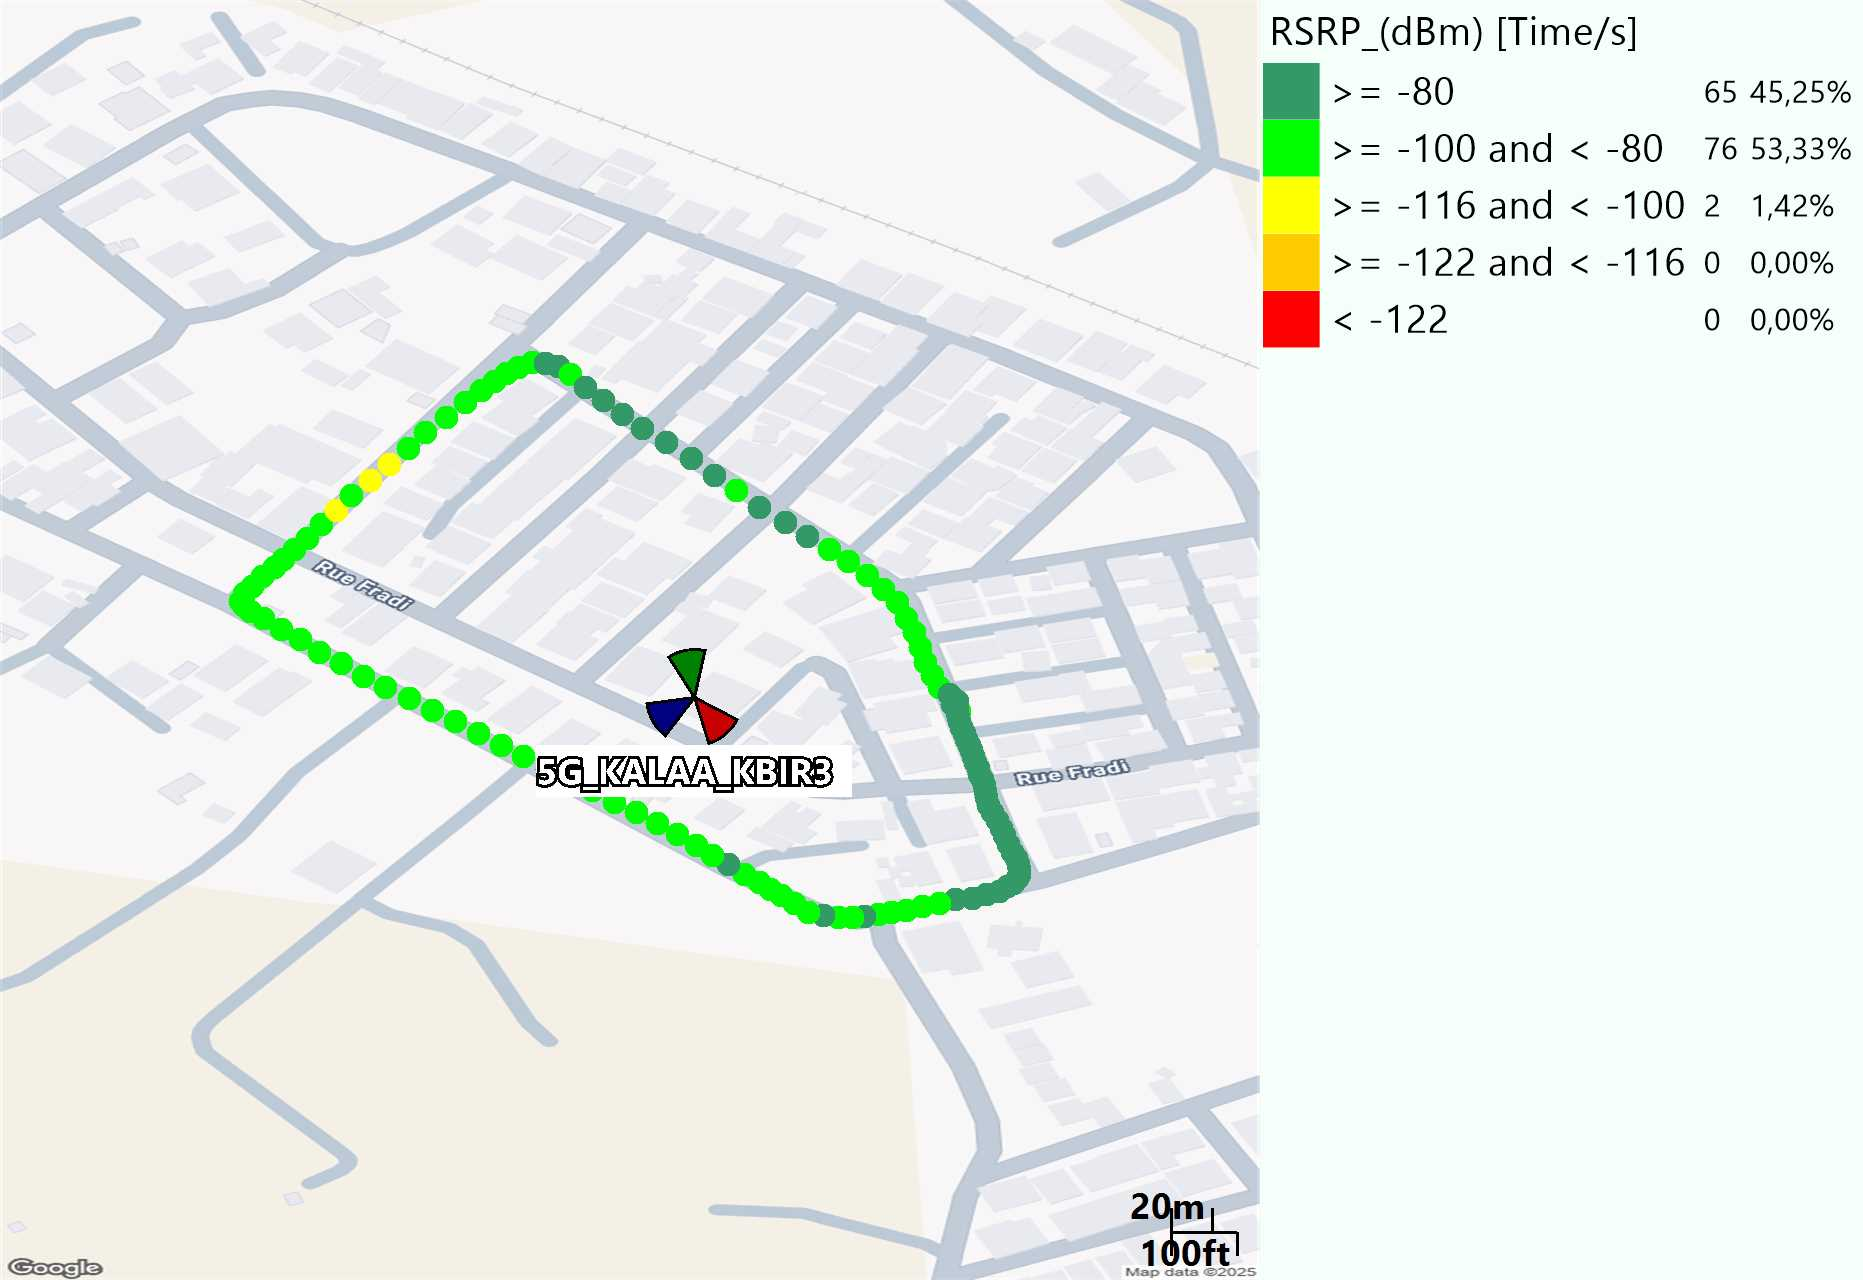 RSRP_(dBm) [Time/s]
>= -80 65 45,25%
>= -100 and < -80 76 53,33%
>= -116 and < -100 2 1,42%
>= -122 and < -116 0 0,00%
< -122 0 0,00%
Rue Fradi
5G_KALAA_KBIR3
Rue Fradi
20m
100ft
Google
Map data ©2025